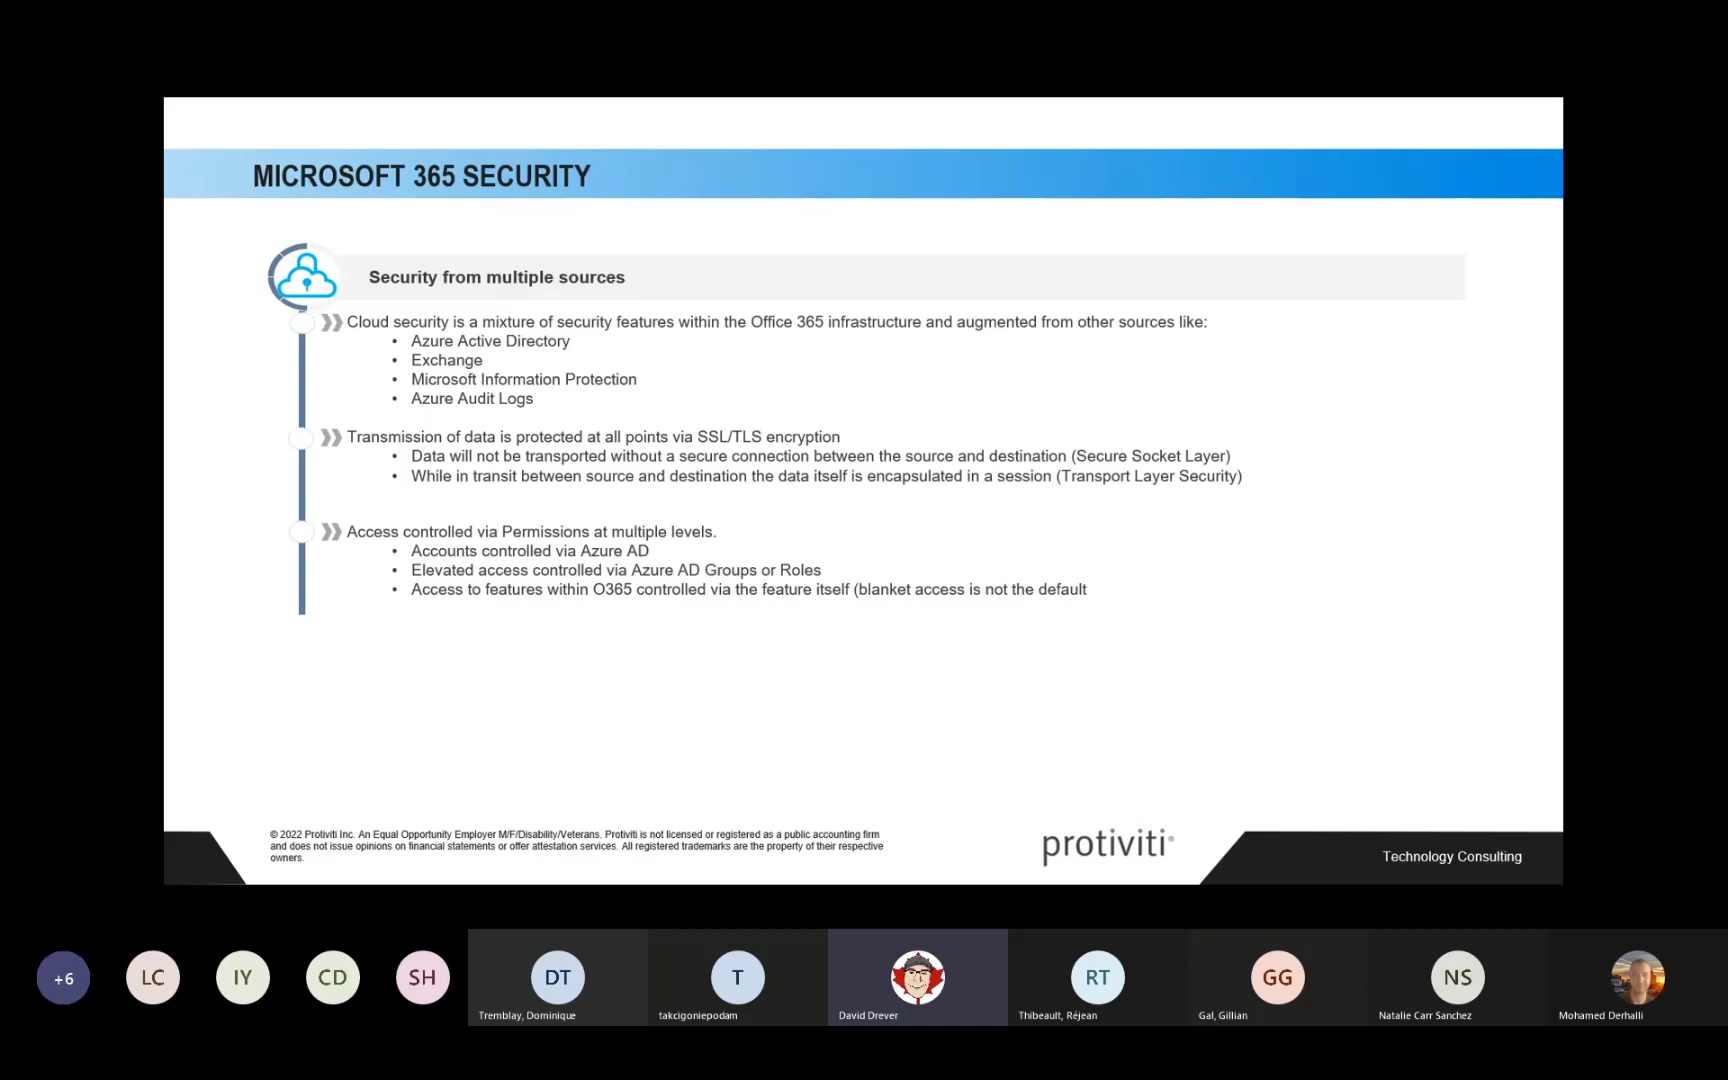 MICROSOFT 365 SECURITY
Security from multiple sources
Cloud security is a mixture of security features within the Office 365 infrastructure and augmented from other sources like:
• Azure Active Directory
• Exchange
• Microsoft Information Protection
• Azure Audit Logs
Transmission of data is protected at all points via SSL/TLS encryption
• Data will not be transported without a secure connection between the source and destination (Secure Socket Layer)
• While in transit between source and destination the data itself is encapsulated in a session (Transport Layer Security)
Access controlled via Permissions at multiple levels.
• Accounts controlled via Azure AD
• Elevated access controlled via Azure AD Groups or Roles
• Access to features within O365 controlled via the feature itself (blanket access is not the default
© 2022 Protiviti Inc. An Equal Opportunity Employer M/F/Disability/Veterans. Protiviti is not licensed or registered as a public accounting firm
and does not issue opinions on financial statements or offer attestation services. All registered trademarks are the property of their respective
owners.
protiviti®
Technology Consulting
+6
LC
IY
CD
SH
DT
Tremblay, Dominique
T
takcigoniepodam
David Drever
RT
Thibeault, Réjean
GG
Gal, Gillian
NS
Natalie Carr Sanchez
Mohamed Derhalli